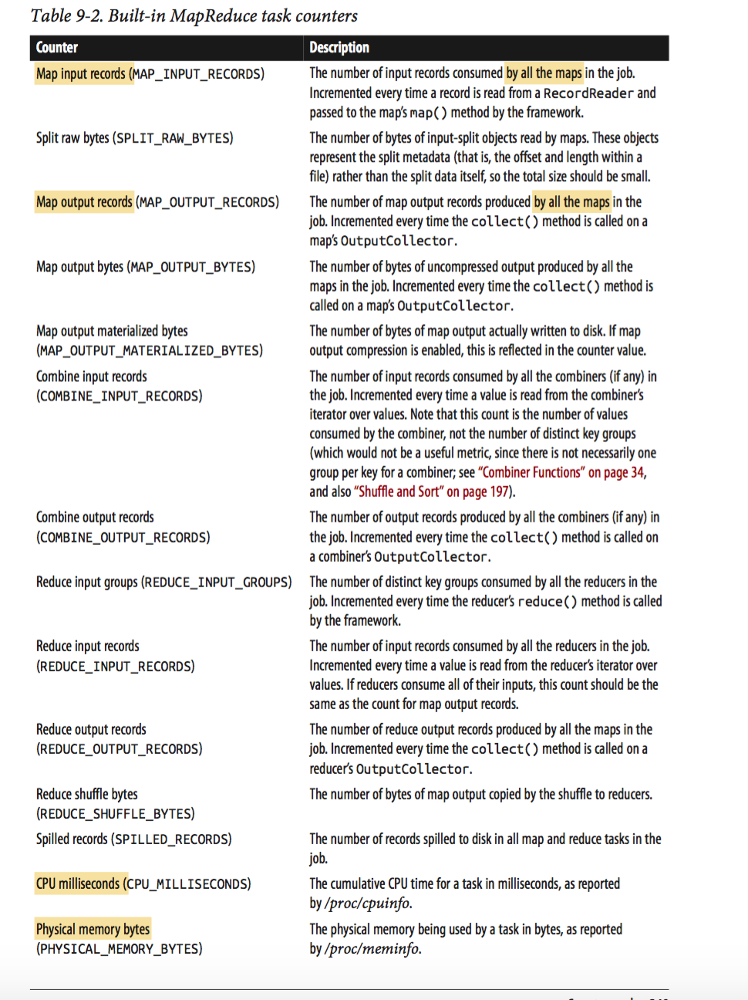 Table 9-2. Built-in MapReduce task counters
Counter Description
Map input records (MAP_INPUT_RECORDS) The number of input records consumed by all the maps in the job.
Incremented every time a record is read from a RecordReader and
passed to the map's map() method by the framework.
Split raw bytes (SPLIT_RAW_BYTES) The number of bytes of input-split objects read by maps. These objects
represent the split metadata (that is, the offset and length within a
file) rather than the split data itself, so the total size should be small.
Map output records (MAP_OUTPUT_RECORDS) The number of map output records produced by all the maps in the
job. Incremented every time the collect() method is called on a
map's OutputCollector.
Map output bytes (MAP_OUTPUT_BYTES) The number of bytes of uncompressed output produced by all the
maps in the job. Incremented every time the collect() method is
called on a map's OutputCollector.
Map output materialized bytes The number of bytes of map output actually written to disk. If map
(MAP_OUTPUT_MATERIALIZED_BYTES) output compression is enabled, this is reflected in the counter value.
Combine input records The number of input records consumed by all the combiners (if any) in
(COMBINE_INPUT_RECORDS) the job. Incremented every time a value is read from the combiner's
iterator over values. Note that this count is the number of values
consumed by the combiner, not the number of distinct key groups
(which would not be a useful metric, since there is not necessarily one
group per key for a combiner; see "Combiner Functions" on page 34,
and also "Shuffle and Sort" on page 197).
Combine output records The number of output records produced by all the combiners (if any) in
(COMBINE_OUTPUT_RECORDS) the job. Incremented every time the collect() method is called on
a combiner's OutputCollector.
Reduce input groups (REDUCE_INPUT_GROUPS) The number of distinct key groups consumed by all the reducers in the
job. Incremented every time the reducer's reduce() method is called
by the framework.
Reduce input records The number of input records consumed by all the reducers in the job.
(REDUCE_INPUT_RECORDS) Incremented every time a value is read from the reducer's iterator over
values. If reducers consume all of their inputs, this count should be the
same as the count for map output records.
Reduce output records The number of reduce output records produced by all the maps in the
(REDUCE_OUTPUT_RECORDS) job. Incremented every time the collect() method is called on a
reducer's OutputCollector.
Reduce shuffle bytes The number of bytes of map output copied by the shuffle to reducers.
(REDUCE_SHUFFLE_BYTES)
Spilled records (SPILLED_RECORDS) The number of records spilled to disk in all map and reduce tasks in the
job.
CPU milliseconds (CPU_MILLISECONDS) The cumulative CPU time for a task in milliseconds, as reported
by /proc/cpuinfo.
Physical memory bytes The physical memory being used by a task in bytes, as reported
(PHYSICAL_MEMORY_BYTES) by /proc/meminfo.